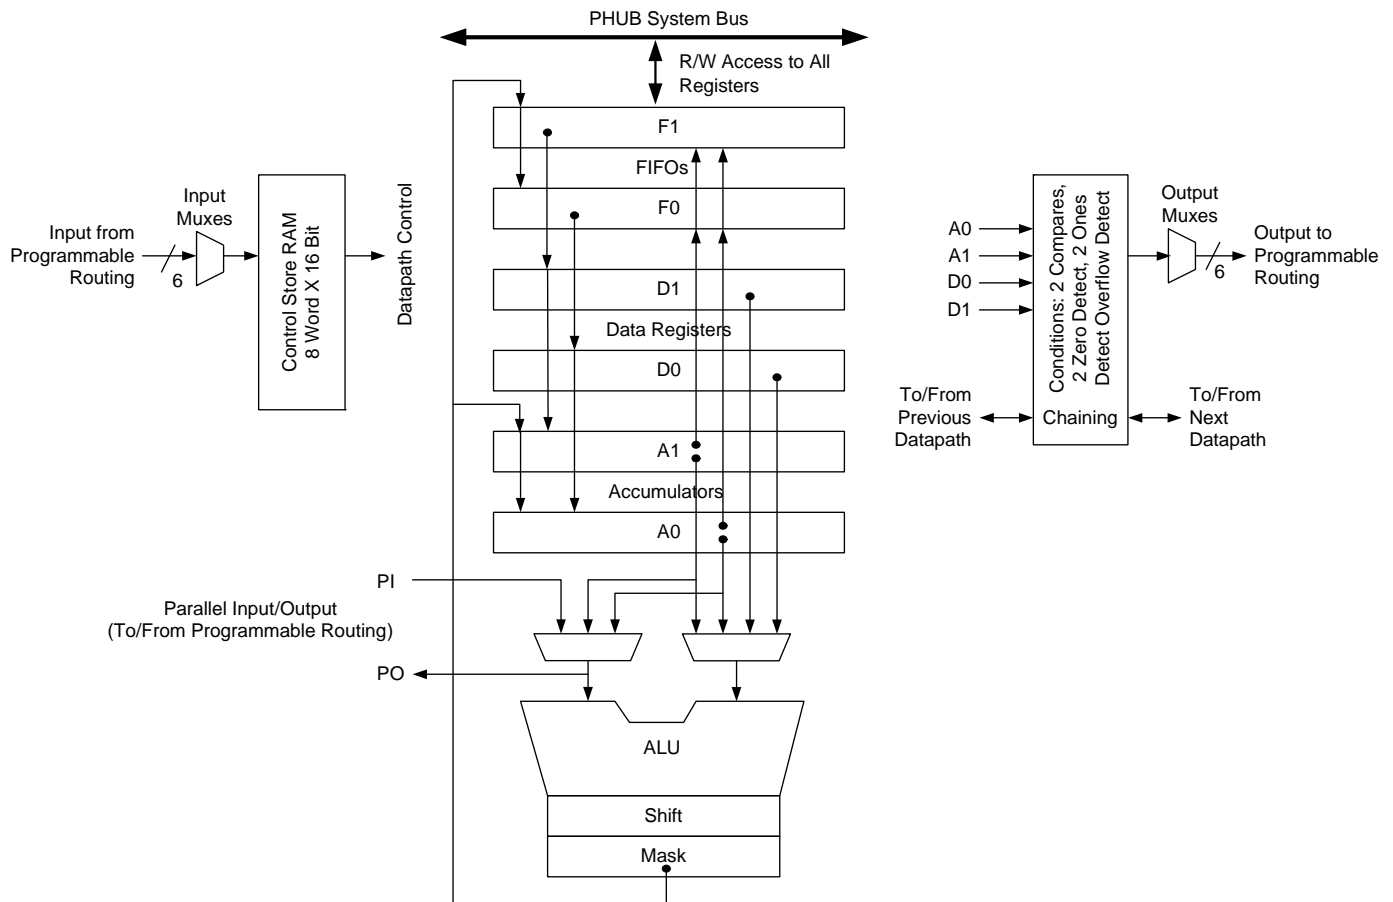 PHUB System Bus
R/W Access to All
Registers
F1
FIFOs
F0
D1
Data Registers
D0
A1
Accumulators
A0
Input from
Programmable
Routing
6
Input
Muxes
Control Store RAM
8 Word X 16 Bit
Datapath Control
PI
Parallel Input/Output
(To/From Programmable Routing)
PO
ALU
Shift
Mask
A0
A1
D0
D1
Conditions: 2 Compares,
2 Zero Detect, 2 Ones
Detect Overflow Detect
Chaining
To/From
Previous
Datapath
To/From
Next
Datapath
Output
Muxes
6
Output to
Programmable
Routing